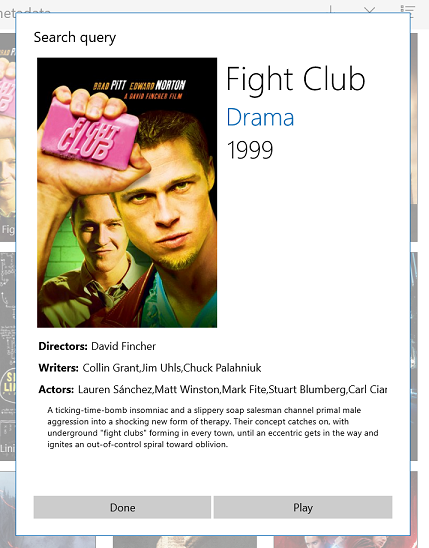 metadata
Search query
BRAD PITT EDWARD NORTON
A DAVID FINCHER FILM
FIGHT
CLUB
Fight Club
Drama
1999
Fig
Lini
Directors: David Fincher
Writers: Collin Grant,Jim Uhls,Chuck Palahniuk
Actors: Lauren Sánchez,Matt Winston,Mark Fite,Stuart Blumberg,Carl Ciar
A ticking-time-bomb insomniac and a slippery soap salesman channel primal male
aggression into a shocking new form of therapy. Their concept catches on, with
underground "fight clubs" forming in every town, until an eccentric gets in the way and
ignites an out-of-control spiral toward oblivion.
Done
Play